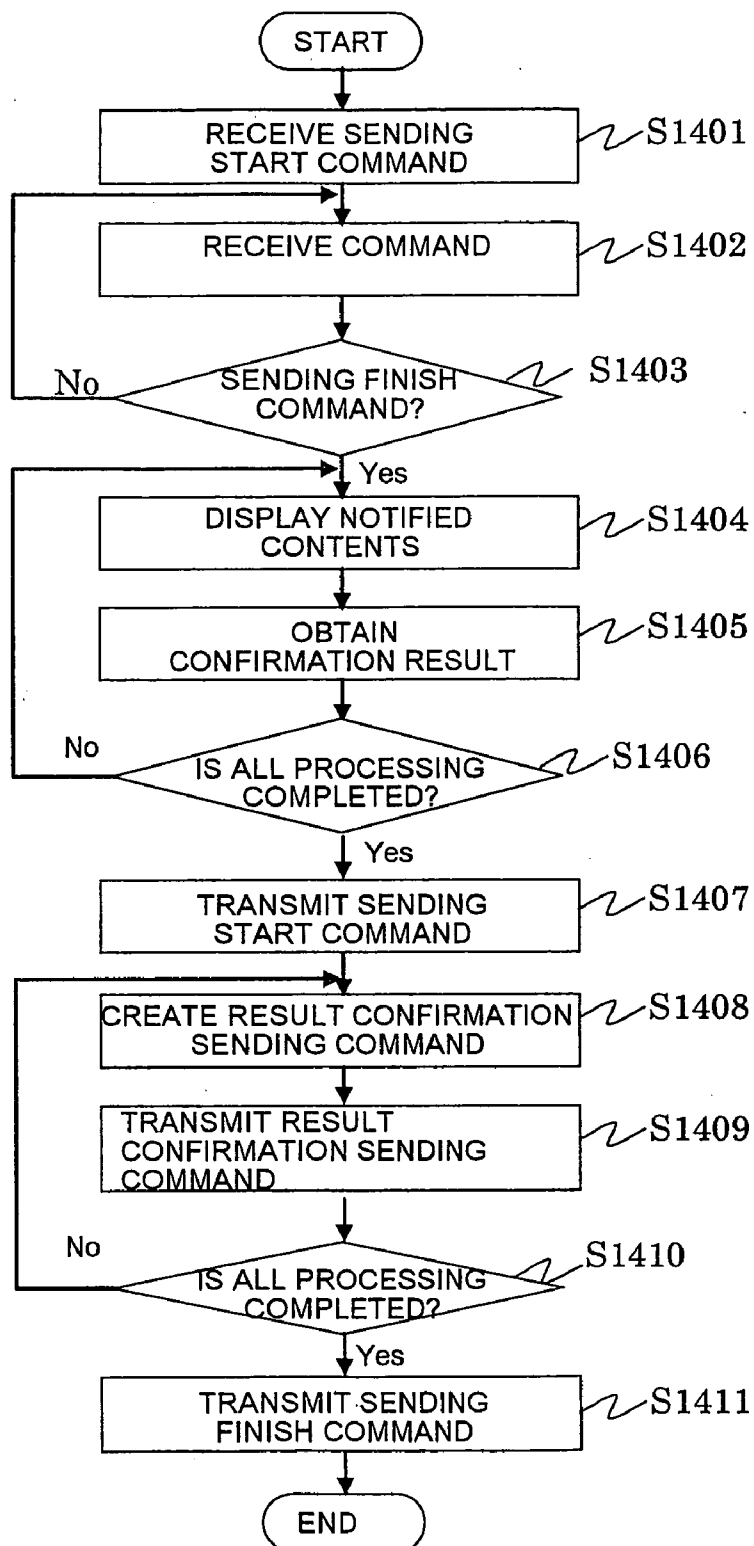 START
RECEIVE SENDING
START COMMAND
S1401
RECEIVE COMMAND
S1402
SENDING FINISH
COMMAND?
S1403
No
Yes
DISPLAY NOTIFIED
CONTENTS
S1404
OBTAIN
CONFIRMATION RESULT
S1405
No
IS ALL PROCESSING
COMPLETED?
S1406
Yes
TRANSMIT SENDING
START COMMAND
S1407
CREATE RESULT CONFIRMATION
SENDING COMMAND
S1408
TRANSMIT RESULT
CONFIRMATION SENDING
COMMAND
S1409
No
IS ALL PROCESSING
COMPLETED?
S1410
Yes
TRANSMIT SENDING
FINISH COMMAND
S1411
END